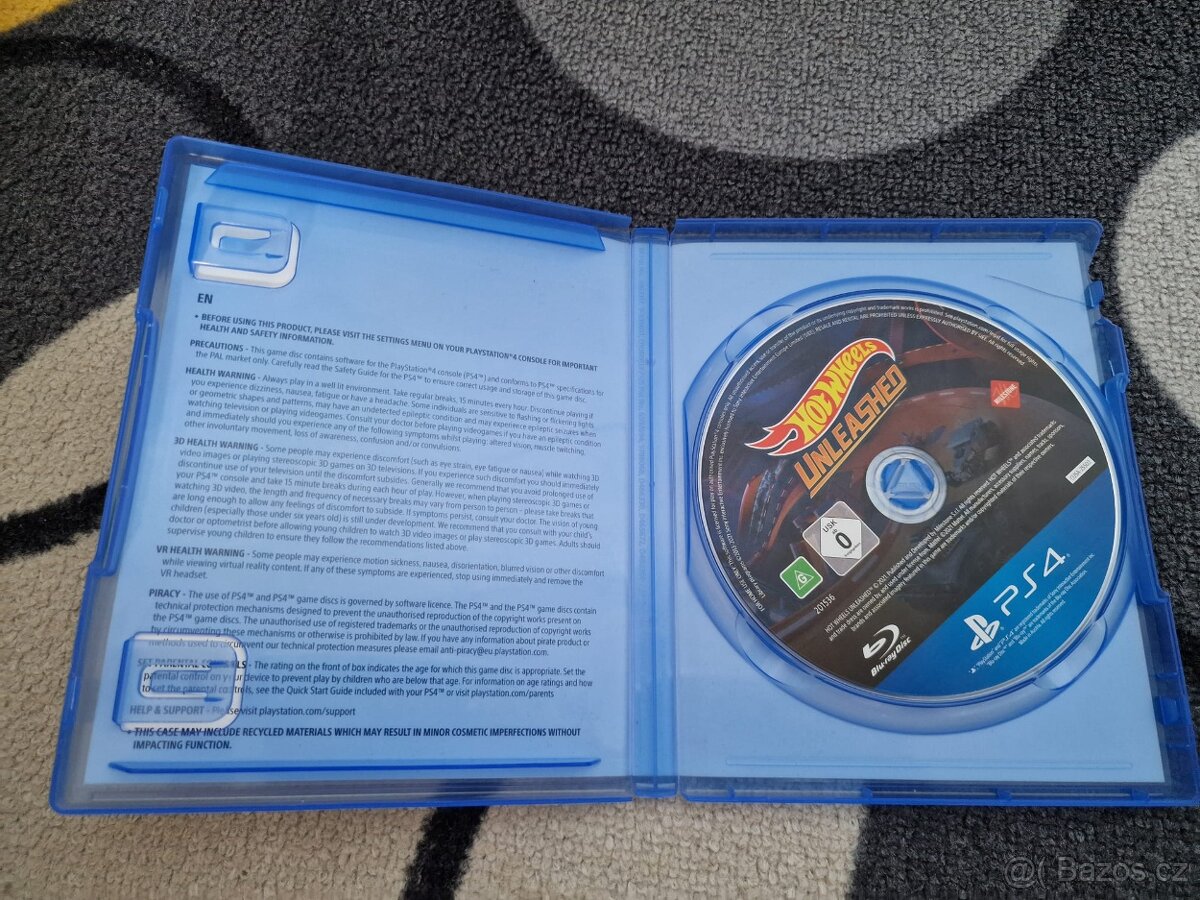 EN
• BEFORE USING THIS PRODUCT, PLEASE VISIT THE SETTINGS MENU ON YOUR PLAYSTATION®4 CONSOLE FOR IMPORTANT
HEALTH AND SAFETY INFORMATION.
PRECAUTIONS - This game disc contains software for the PlayStation®4 console (PS4™) and conforms to PS4™ specifications for
the PAL market only. Carefully read the Safety Guide for the PS4™ to ensure correct usage and storage of this game disc.
HEALTH WARNING - Always play in a well lit environment. Take regular breaks, 15 minutes every hour. Discontinue playing if
you experience dizziness, nausea, fatigue or have a headache. Some individuals are sensitive to flashing or flickering lights
or geometric shapes and patterns, may have an undetected epileptic condition and may experience epileptic seizures when
watching television or playing videogames. Consult your doctor before playing videogames if you have an epileptic condition
and immediately should you experience any of the following symptoms whilst playing: altered vision, muscle twitching,
other involuntary movement, loss of awareness, confusion and/or convulsions.
3D HEALTH WARNING - Some people may experience discomfort (such as eye strain, eye fatigue or nausea) while watching 3D
video images or playing stereoscopic 3D games on 3D televisions. If you experience such discomfort you should immediately
discontinue use of your television until the discomfort subsides. Generally we recommend that you avoid prolonged use of
your PS4™ console and take 15 minute breaks during each hour of play. However, when playing stereoscopic 3D games or
watching 3D video, the length and frequency of necessary breaks may vary from person to person – please take breaks that
are long enough to allow any feelings of discomfort to subside. If symptoms persist, consult your doctor. The vision of young
children (especially those under six years old) is still under development. We recommend that you consult with your child's
doctor or optometrist before allowing young children to watch 3D video images or play stereoscopic 3D games. Adults should
supervise young children to ensure they follow the recommendations listed above.
VR HEALTH WARNING - Some people may experience motion sickness, nausea, disorientation, blurred vision or other discomfort
while viewing virtual reality content. If any of these symptoms are experienced, stop using immediately and remove the
VR headset.
PIRACY - The use of PS4™ and PS4™ game discs is governed by software licence. The PS4™ and the PS4™ game discs contain
technical protection mechanisms designed to prevent the unauthorised reproduction of the copyright works present on
the PS4™ game discs. The unauthorised use of registered trademarks or the unauthorised reproduction of copyright works
by circumventing these mechanisms or otherwise is prohibited by law. If you have any information about pirate product or
methods used to circumvent our technical protection measures please email anti-piracy@eu.playstation.com.
SET PARENTAL CONTROLS - The rating on the front of box indicates the age for which this game disc is appropriate. Set the
parental control on your device to prevent play by children who are below that age. For information on age ratings and how
to set the parental controls, see the Quick Start Guide included with your PS4™ or visit playstation.com/parents
HELP & SUPPORT - Please visit playstation.com/support
• THIS CASE MAY INCLUDE RECYCLED MATERIALS WHICH MAY RESULT IN MINOR COSMETIC IMPERFECTIONS WITHOUT
IMPACTING FUNCTION.
HOT WHEELS
UNLEASHED
MILESTONE
USK
ab
0
G
201536
Blu-ray Disc
PS4
Bazos.cz